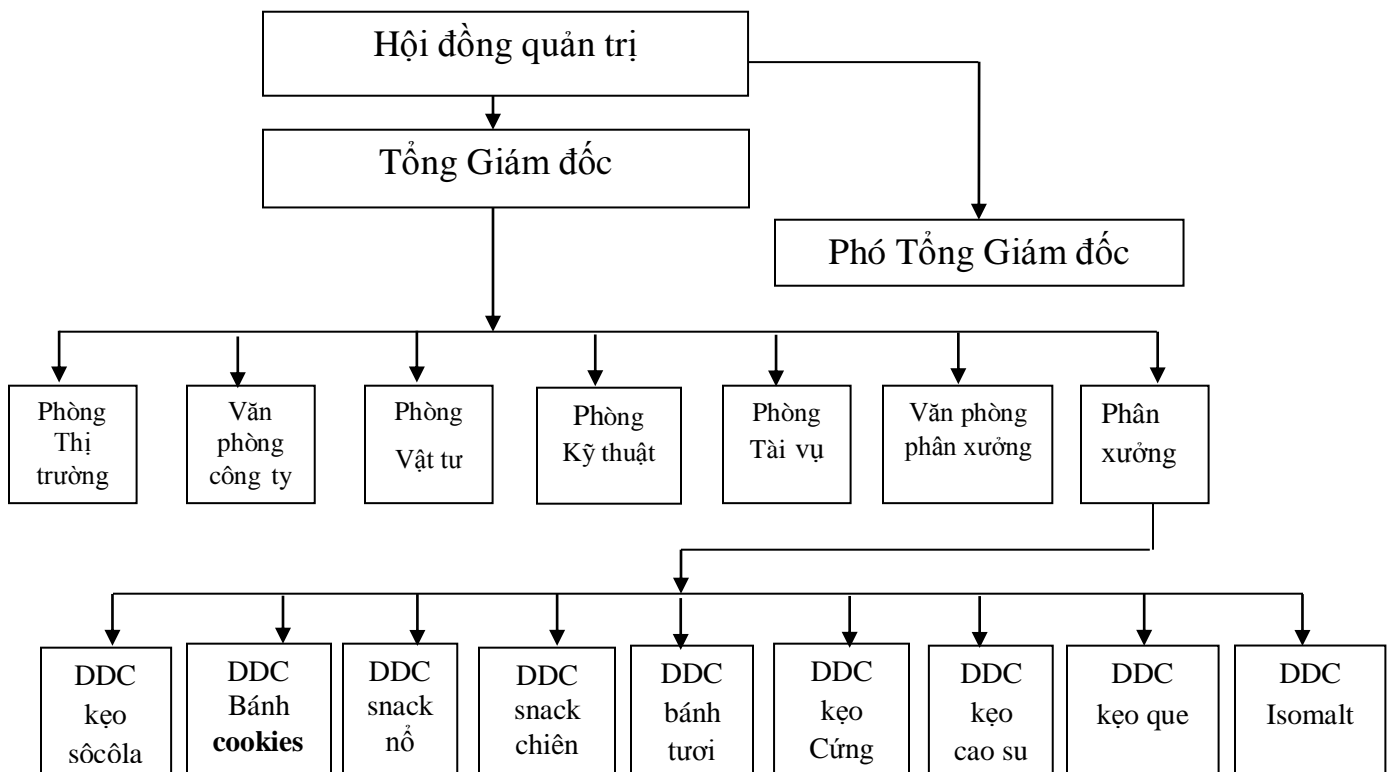 Hội đồng quản trị
Tổng Giám đốc
Phó Tổng Giám đốc
Phòng
Thị
trường
Văn
phòng
công ty
Phòng
Vật tư
Phòng
Kỹ thuật
Phòng
Tài vụ
Văn phòng
phân xưởng
Phân
xưởng
DDC
kẹo
sôcôla
DDC
Bánh
cookies
DDC
snack
nổ
DDC
snack
chiên
DDC
bánh
tươi
DDC
kẹo
Cứng
DDC
kẹo
cao su
DDC
kẹo que
DDC
Isomalt